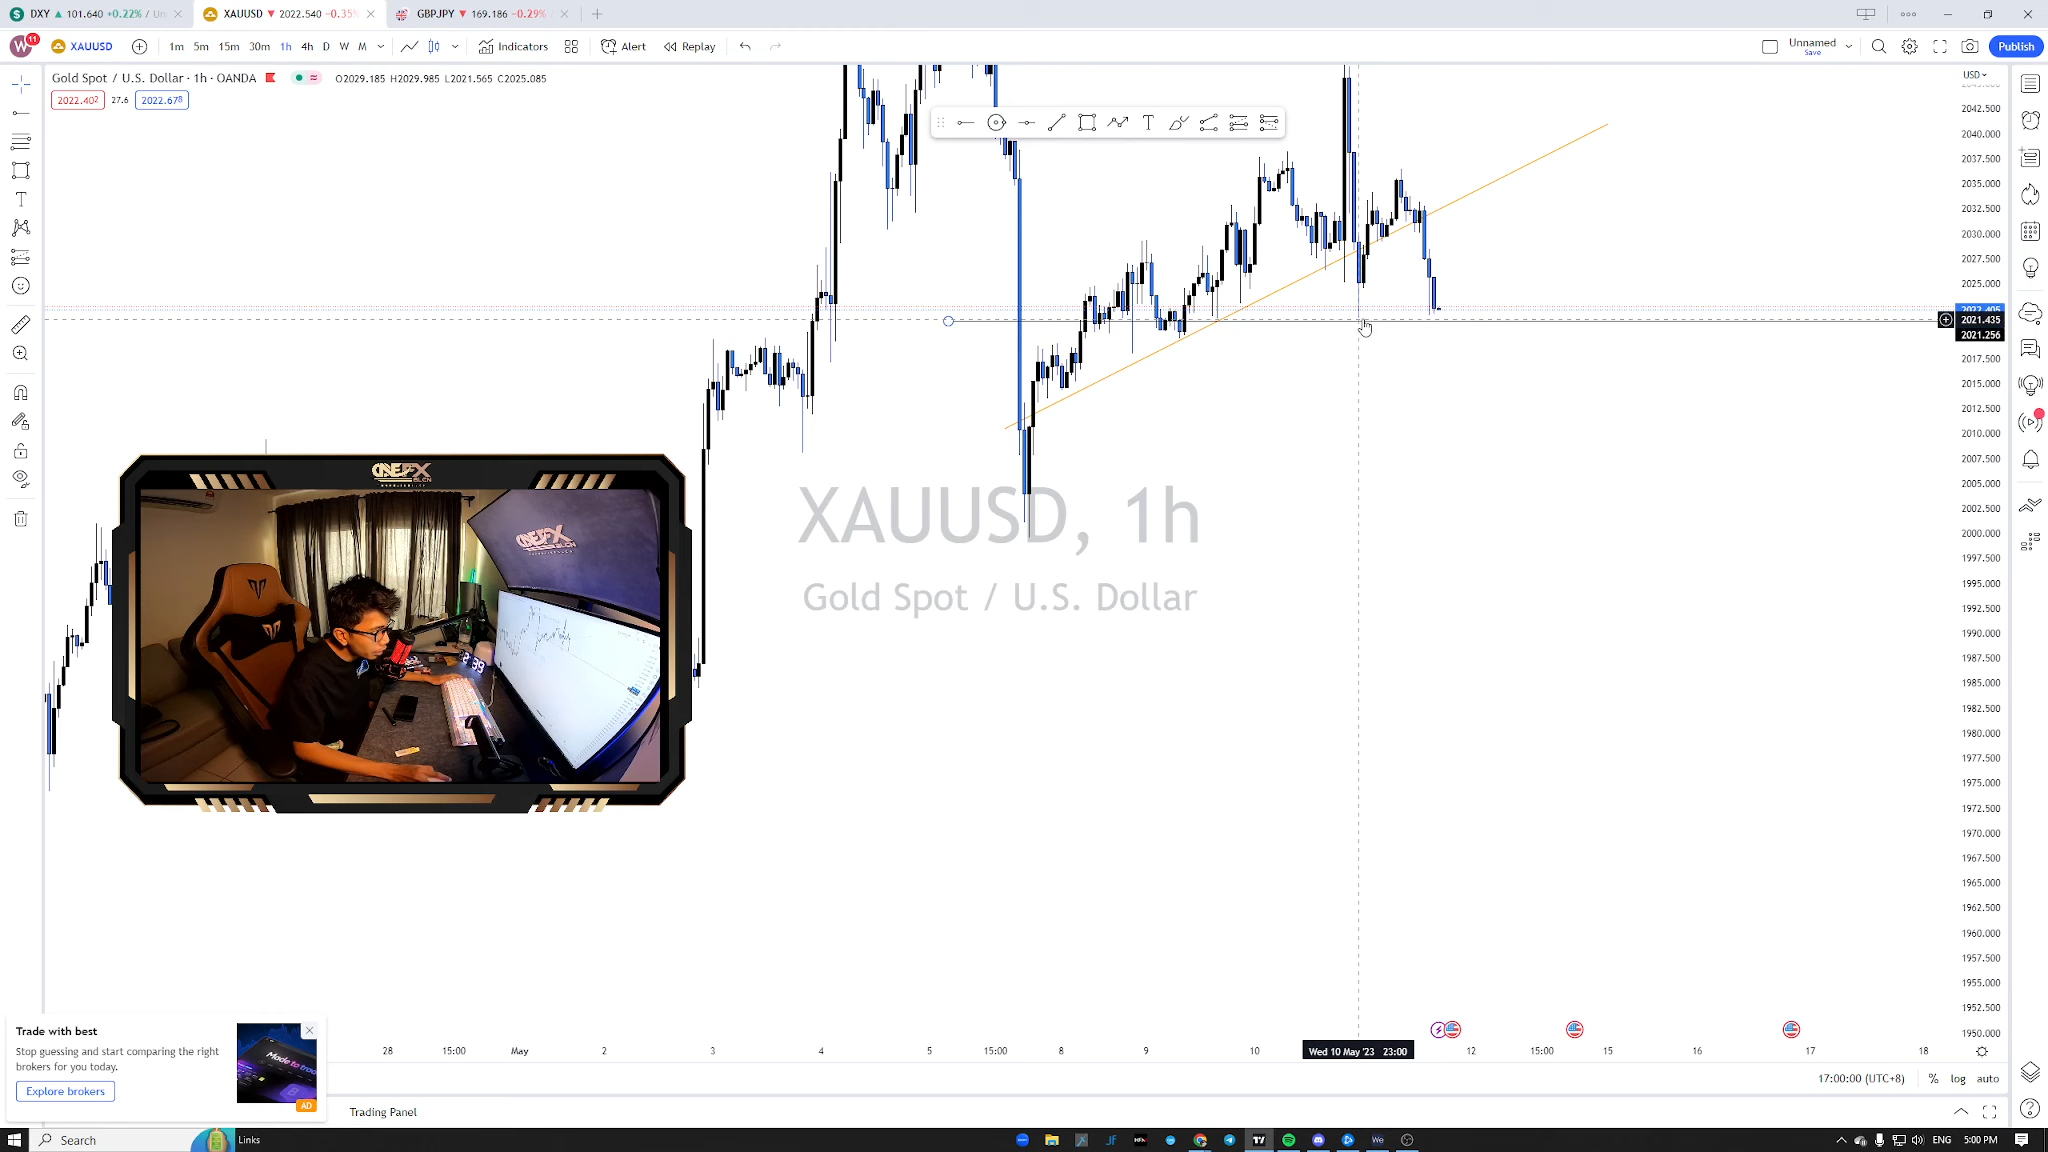 DXY ▲ 101.640 +0.22% / Un
XAUUSD ▼ 2022.540 −0.35%
GBPJPY ▼ 169.186 −0.29%
W 11
XAUUSD
1m 5m 15m 30m 1h 4h D W M
Indicators
Alert
Replay
Unnamed
Save
Publish
Gold Spot / U.S. Dollar · 1h · OANDA
O2029.185 H2029.985 L2021.565 C2025.085
2022.402
27.6
2022.678
USD
2042.500
2040.000
2037.500
2035.000
2032.500
2030.000
2027.500
2025.000
2022.405
2021.435
2021.256
2017.500
2015.000
2012.500
2010.000
2007.500
2005.000
2002.500
2000.000
1997.500
1995.000
1992.500
1990.000
1987.500
1985.000
1982.500
1980.000
1977.500
1975.000
1972.500
1970.000
1967.500
1965.000
1962.500
1960.000
1957.500
1955.000
1952.500
1950.000
XAUUSD, 1h
Gold Spot / U.S. Dollar
28 15:00 May 2 3 4 5 15:00 8 9 10
Wed 10 May '23 23:00
12 15:00 15 16 17 18
Trade with best
Stop guessing and start comparing the right
brokers for you today.
Explore brokers
AD
17:00:00 (UTC+8)
% log auto
Trading Panel
Search
Links
ENG 5:00 PM